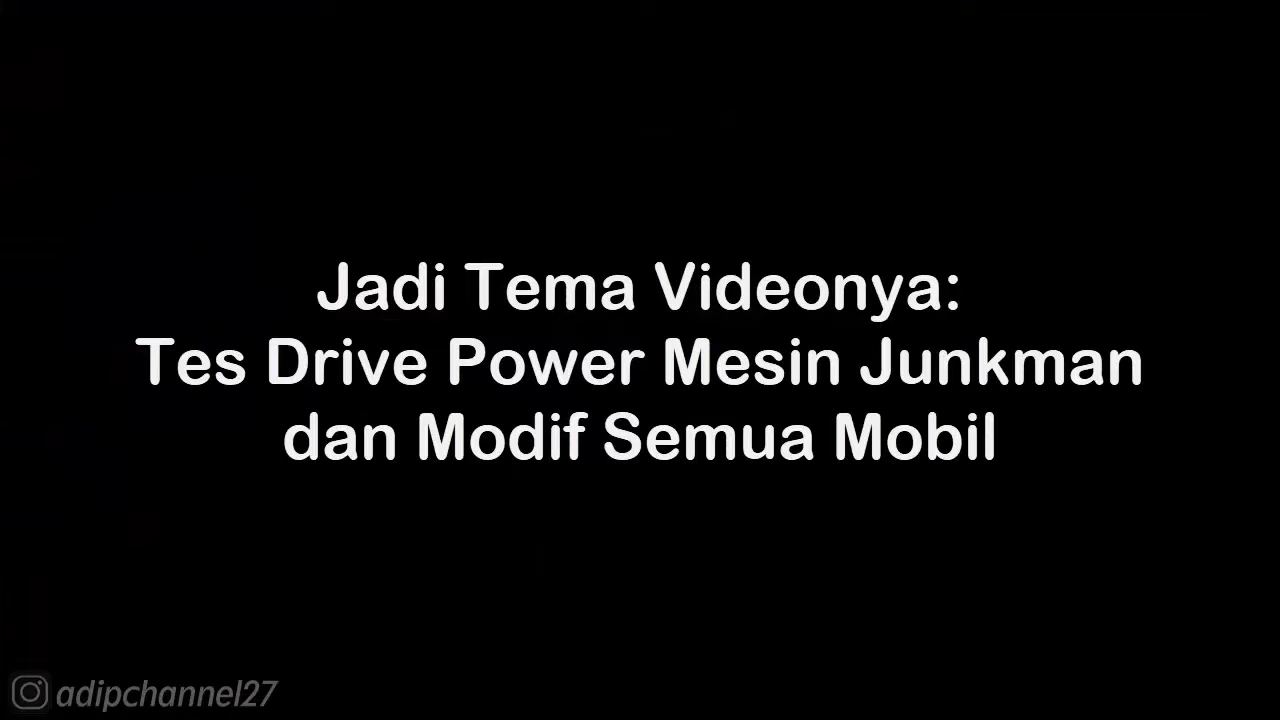 Jadi Tema Videonya:
Tes Drive Power Mesin Junkman
dan Modif Semua Mobil
adipchannel27